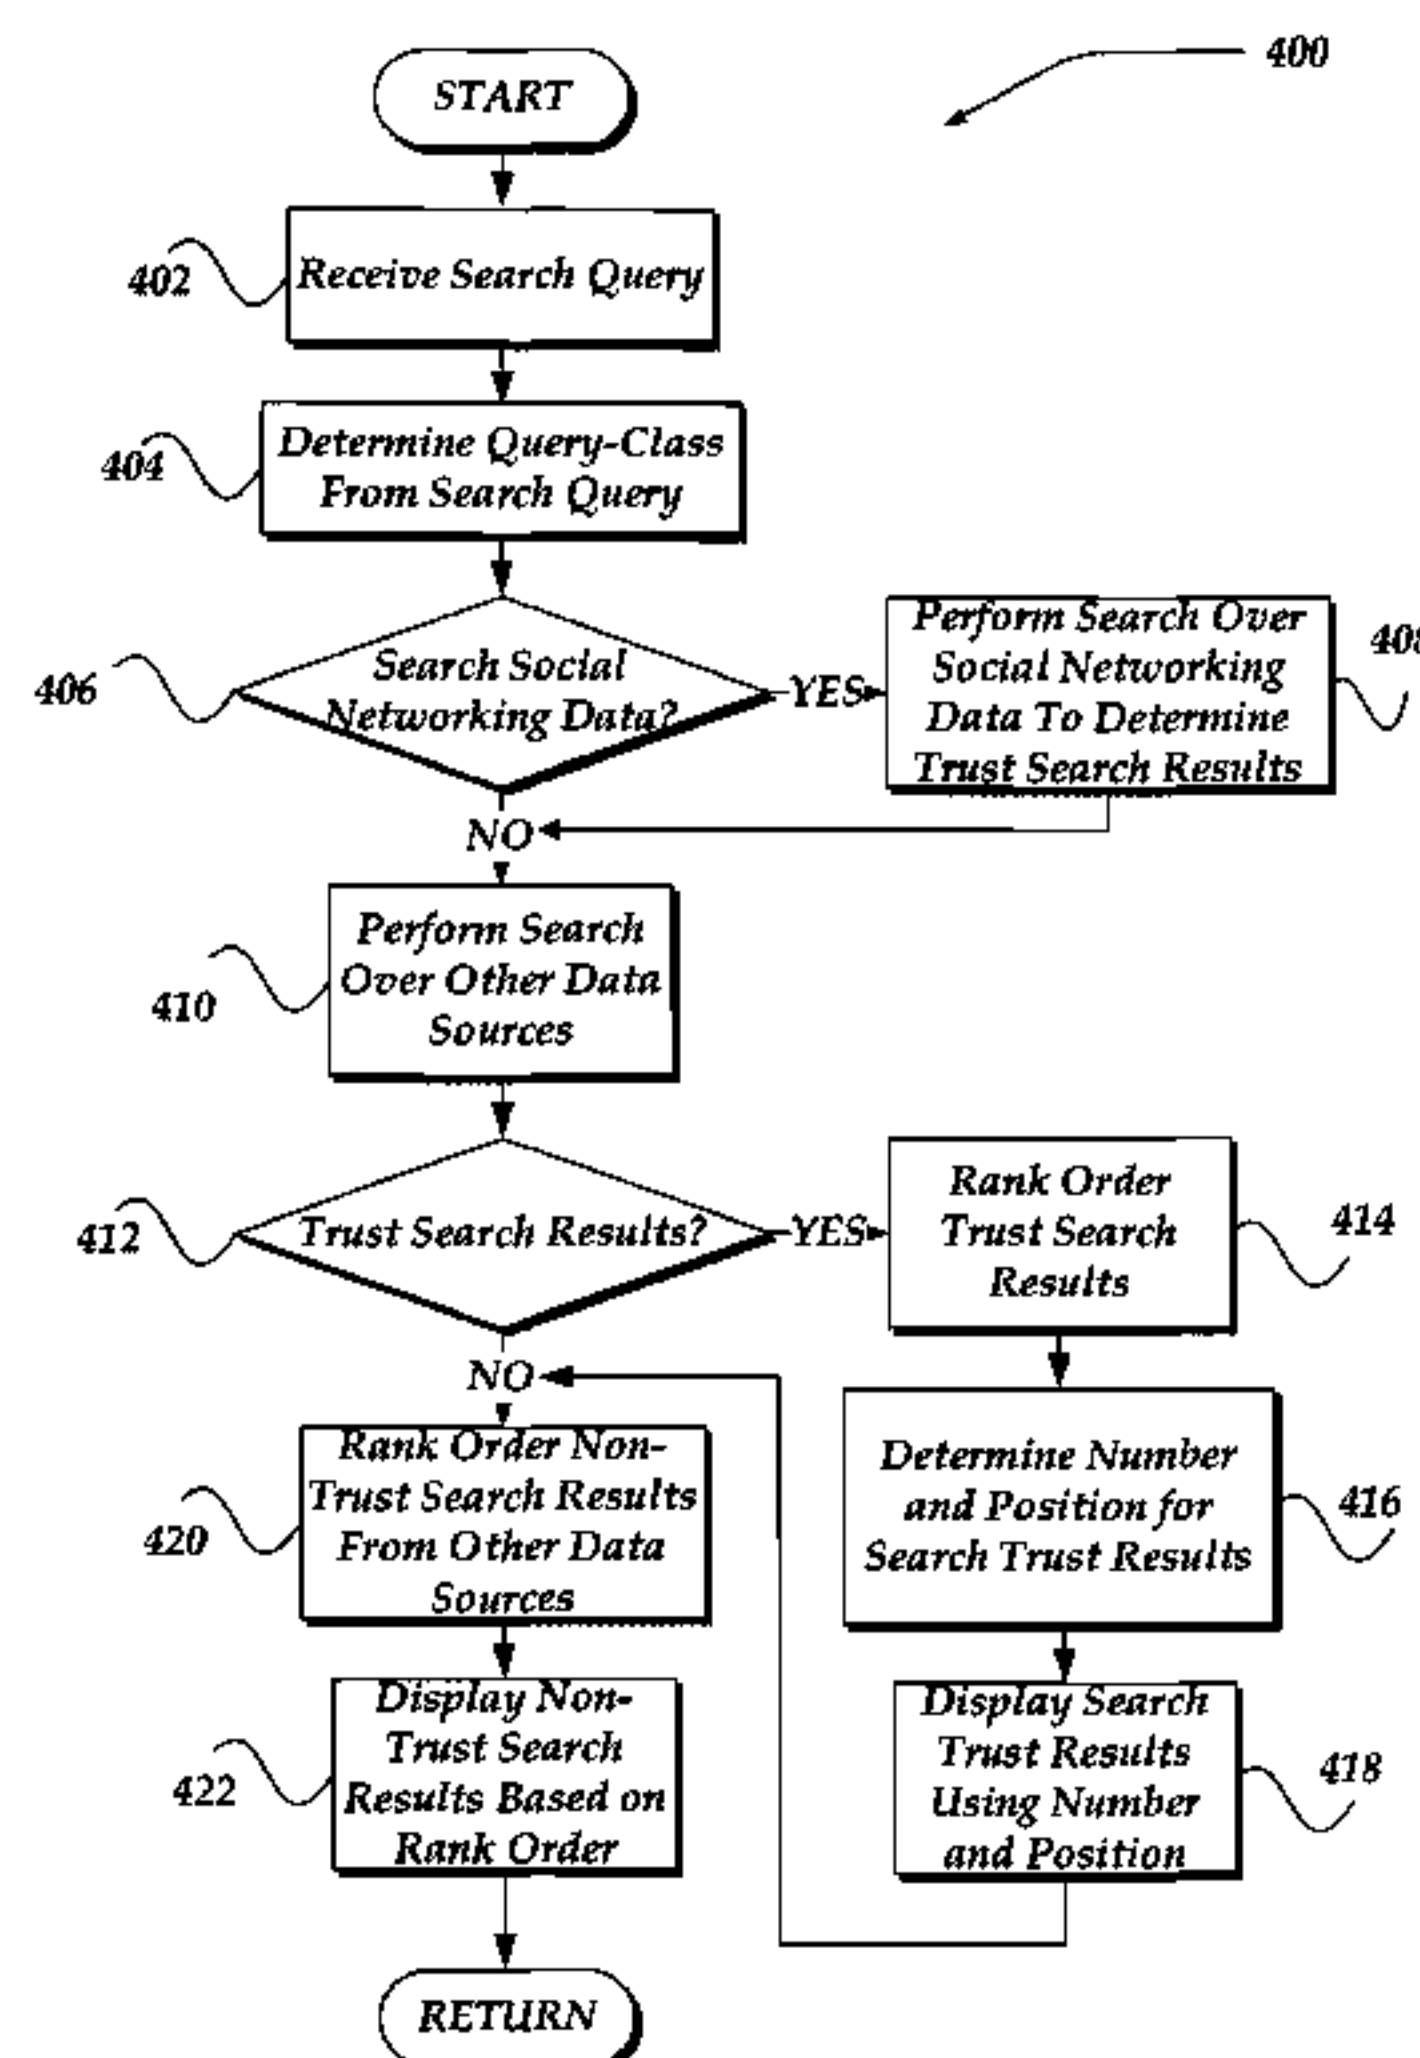 400
START
402
Receive Search Query
404
Determine Query-Class
From Search Query
406
Search Social
Networking Data?
YES
Perform Search Over
Social Networking
Data To Determine
Trust Search Results
NO
410
Perform Search
Over Other Data
Sources
412
Trust Search Results?
YES
Rank Order
Trust Search
Results
414
NO
Determine Number
and Position for
Search Trust Results
416
420
Rank Order Non-
Trust Search Results
From Other Data
Sources
Display Search
Trust Results
Using Number
and Position
418
422
Display Non-
Trust Search
Results Based on
Rank Order
RETURN